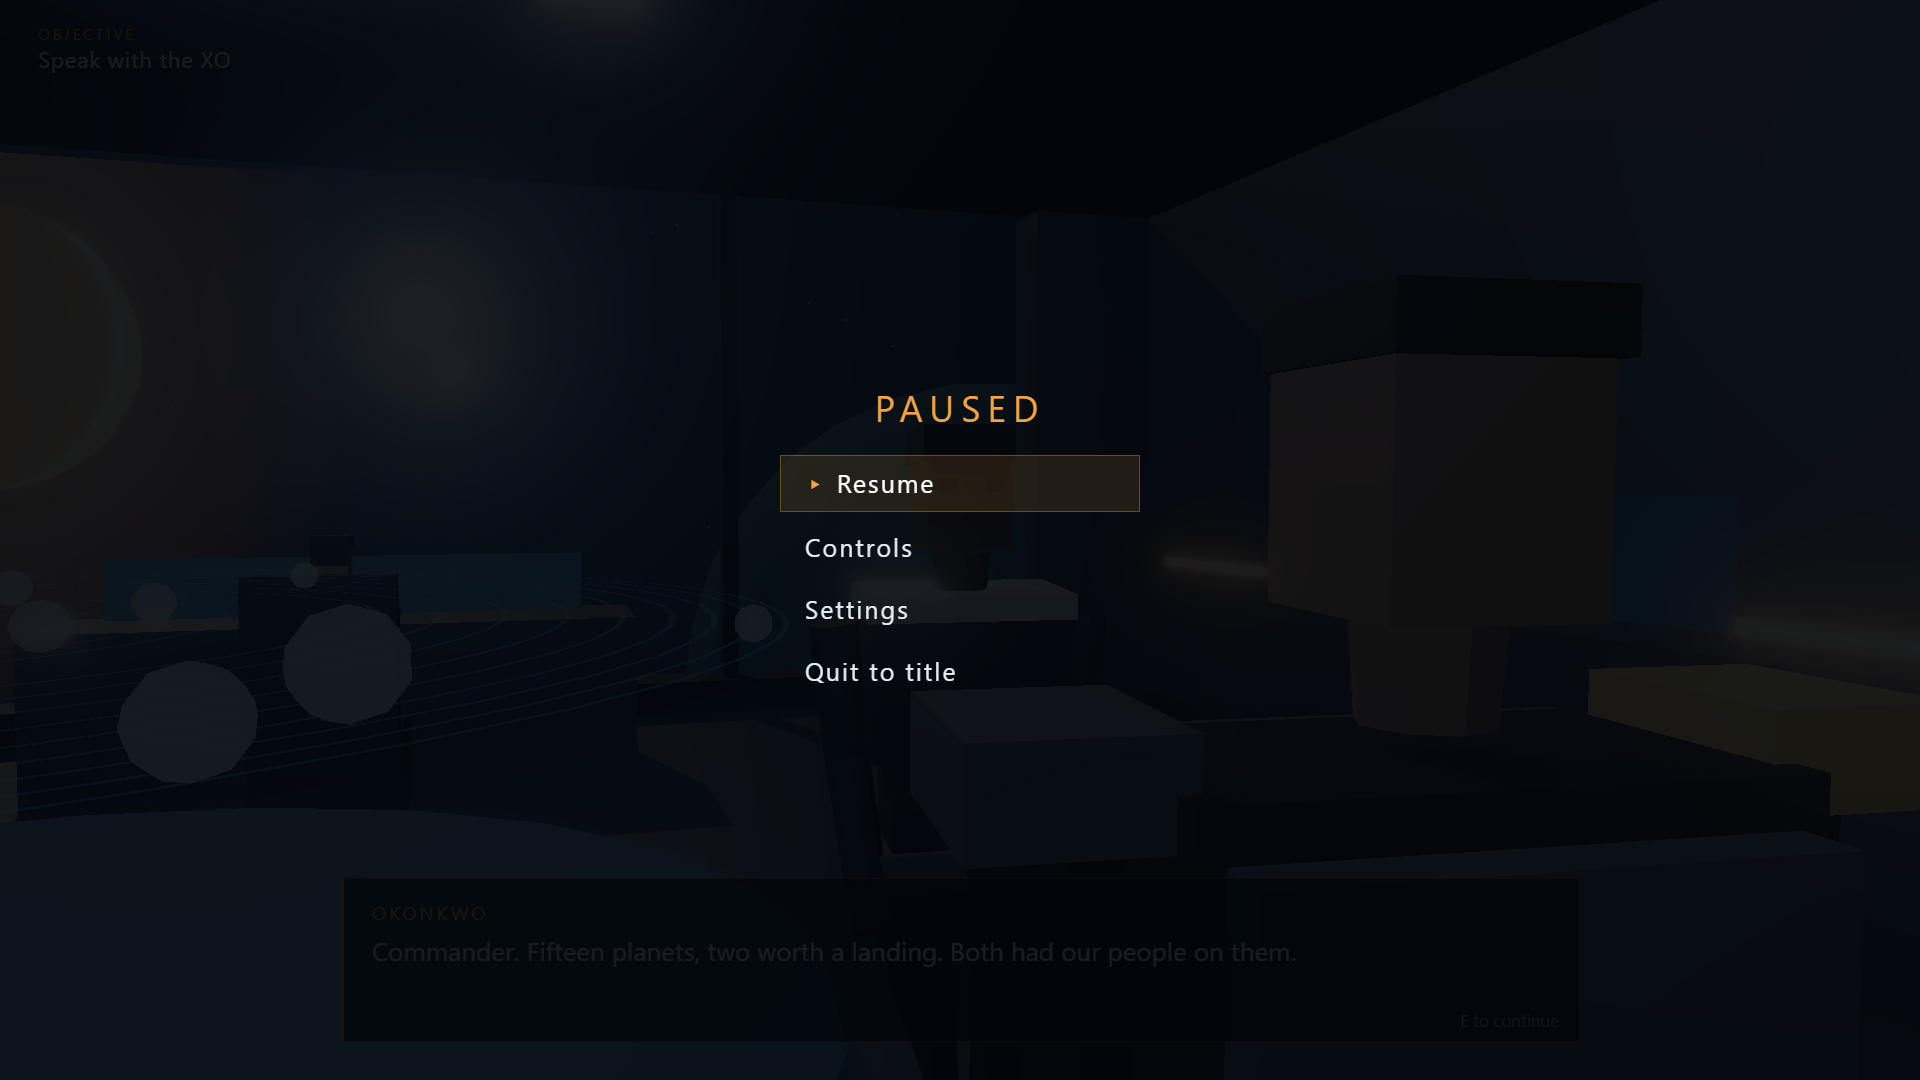 OBJECTIVE
Speak with the XO
PAUSED
Resume
Controls
Settings
Quit to title
OKONKWO
Commander. Fifteen planets, two worth a landing. Both had our people on them.
E to continue